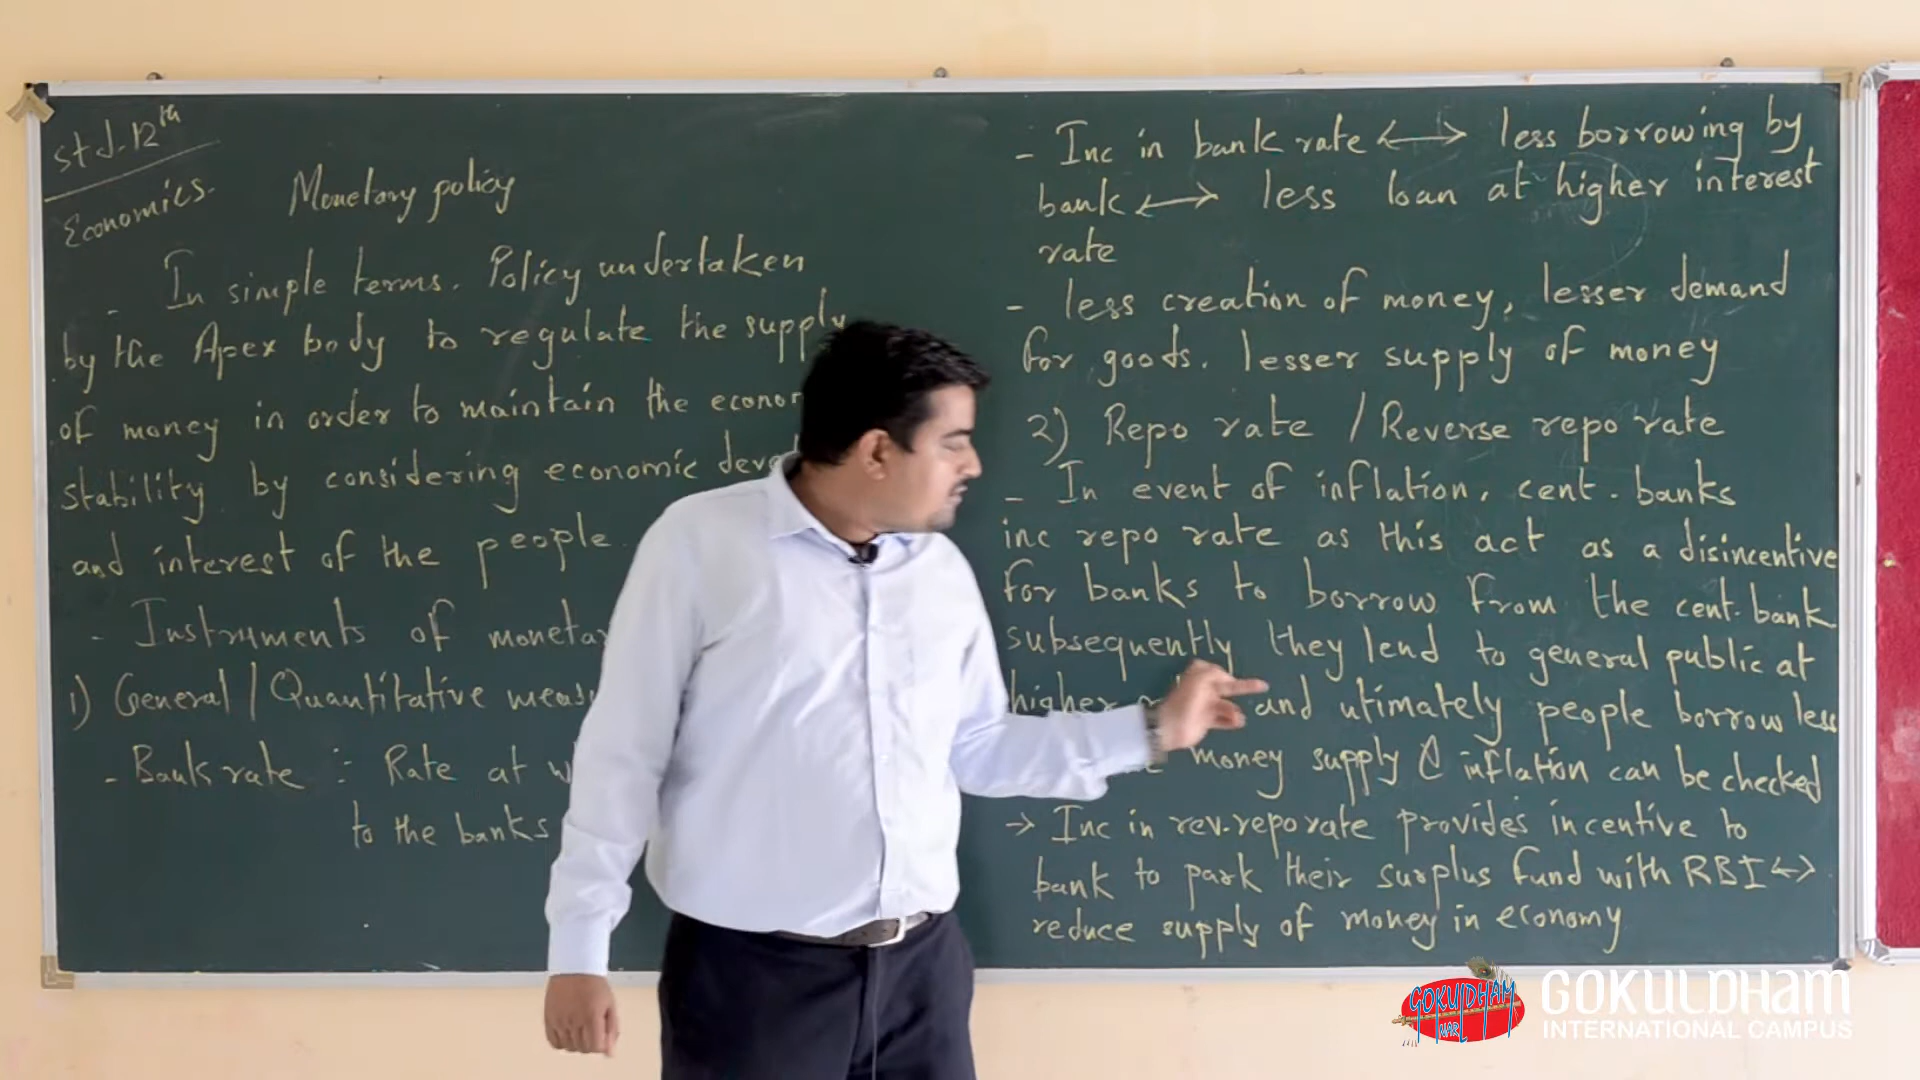 Std-12th
Economics.
Monetary policy
- In simple terms. Policy undertaken
by the Apex body to regulate the supply
of money in order to maintain the
stability by considering economic
and interest of the people.
- Instruments of
1) General / Quantitative
- Bank rate : Rate at
to the banks
- Inc in bank rate ↔ less borrowing by
bank ↔ less loan at higher interest
rate
- less creation of money, lesser demand
for goods. lesser supply of money
2) Repo rate / Reverse repo rate
- In event of inflation, cent. banks
inc repo rate as this act as a disincentive
for banks to borrow from the cent. bank
subsequently they lend to general public at
higher and utimately people borrow less
money supply & inflation can be checked
→ Inc in rev. repo rate provides incentive to
bank to park their surplus fund with RBI ↔
reduce supply of money in economy
GOKULDHAM
NAR
GOKULDHAM
INTERNATIONAL CAMPUS